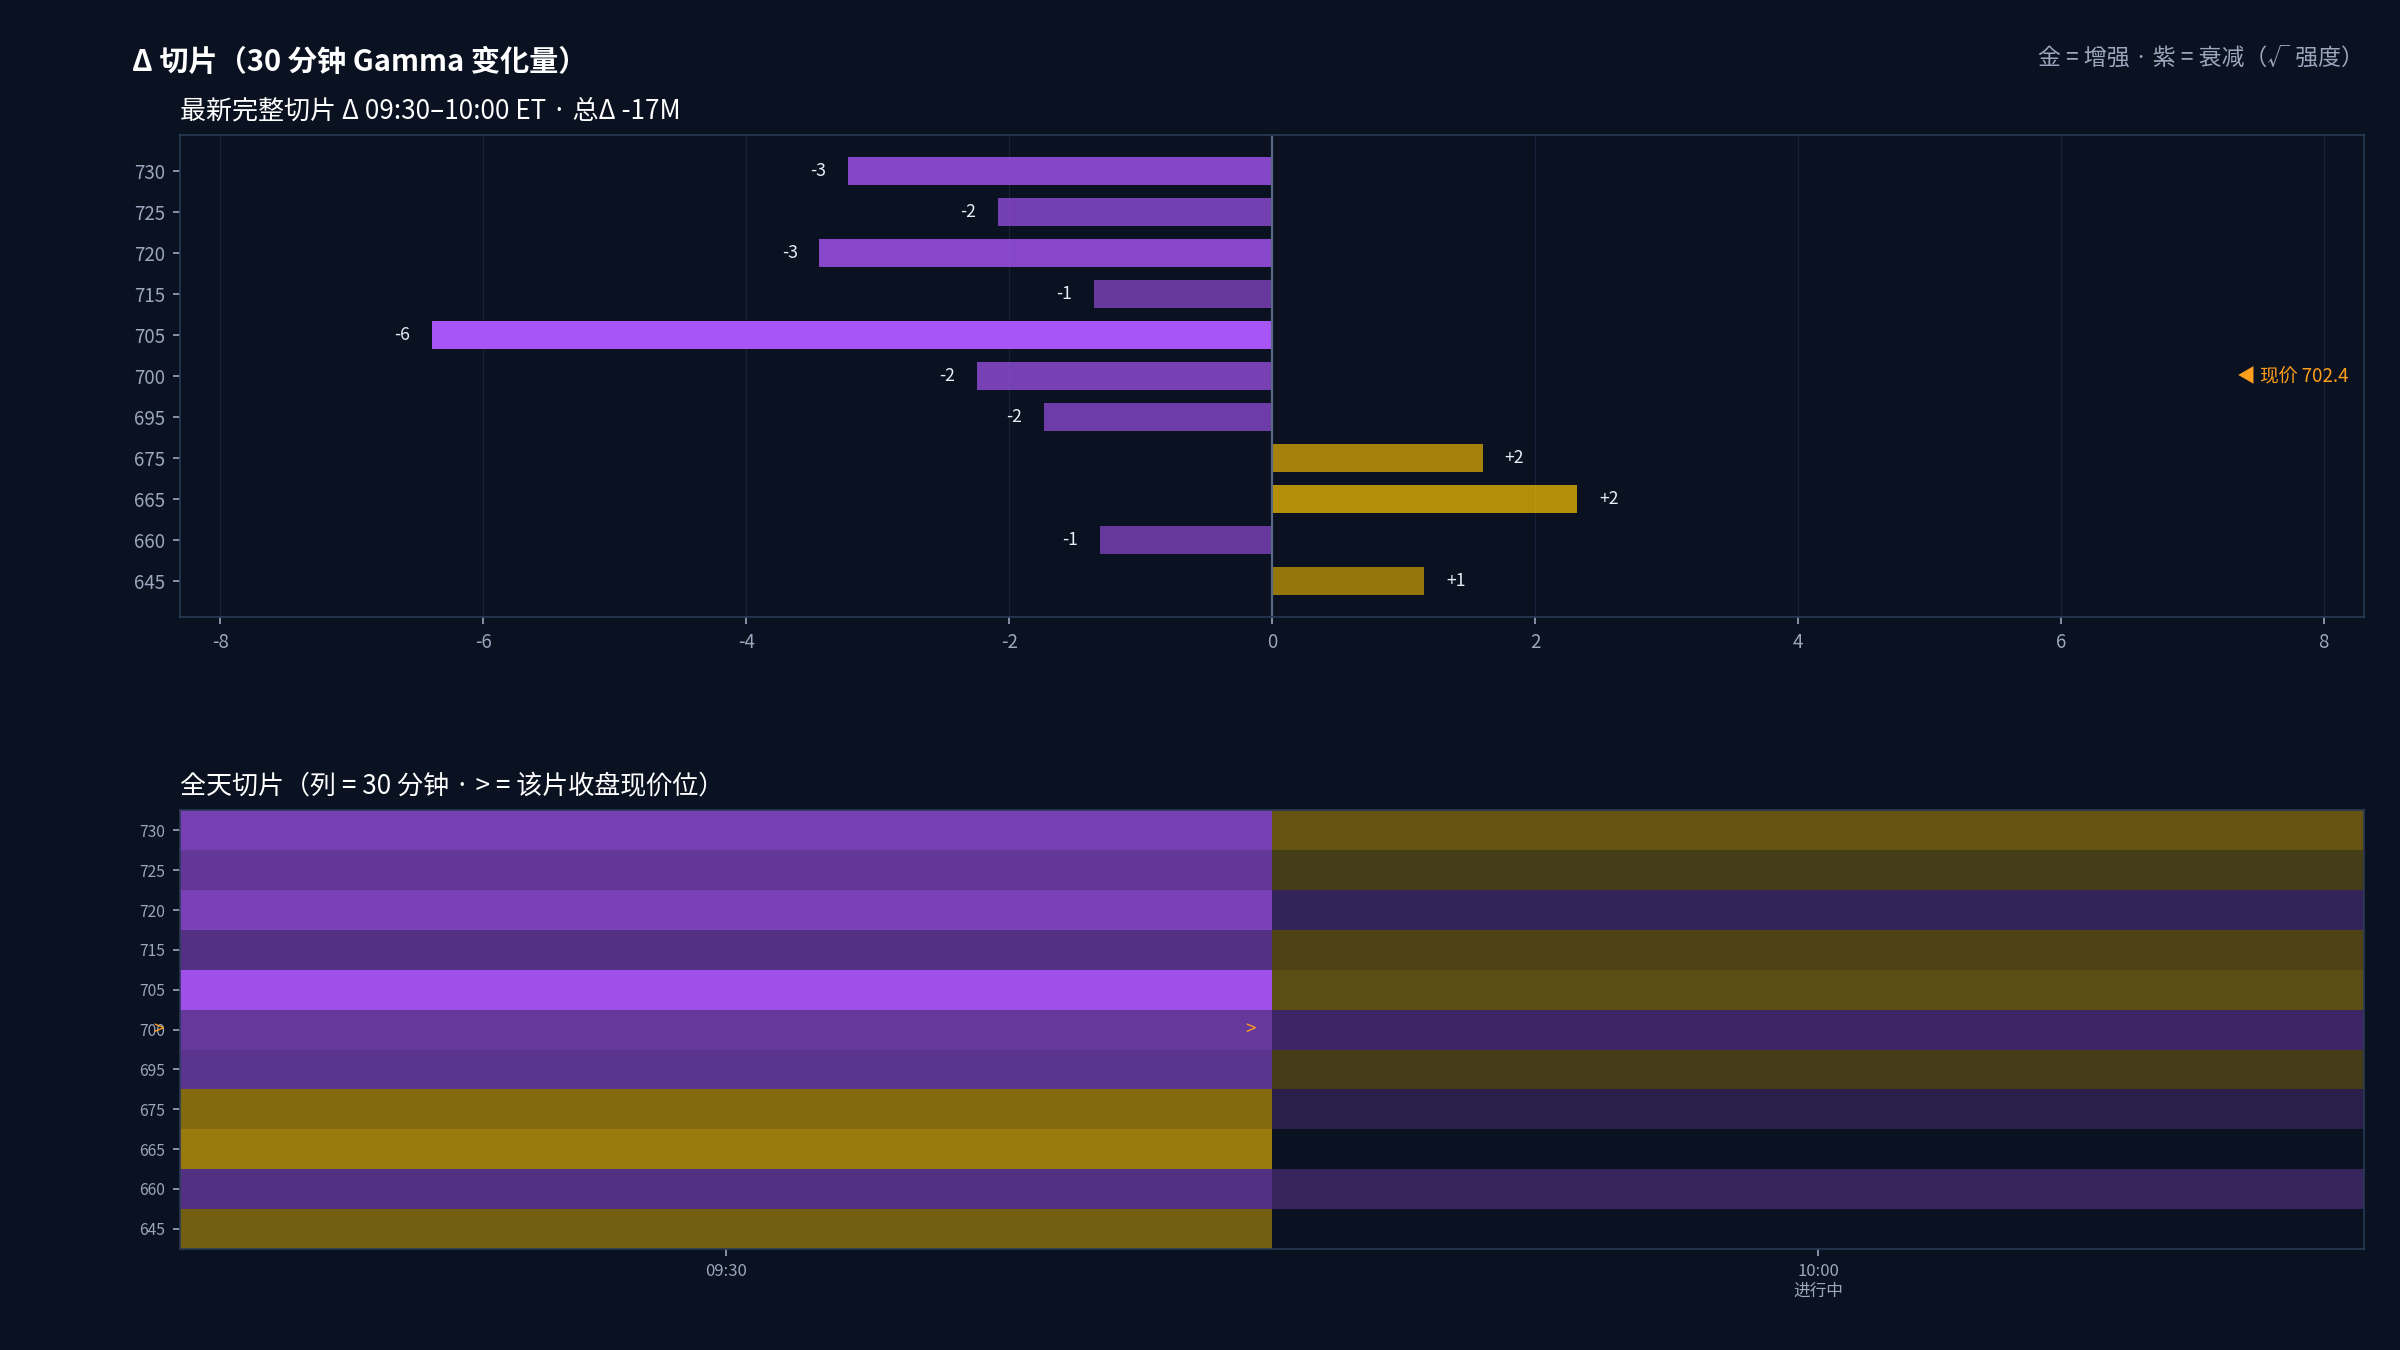 Δ 切片（30 分钟 Gamma 变化量）
金 = 增强 · 紫 = 衰减（√ 强度）
最新完整切片 Δ 09:30–10:00 ET · 总Δ -17M
730 -3
725 -2
720 -3
715 -1
705 -6
700 -2 ◀ 现价 702.4
695 -2
675 +2
665 +2
660 -1
645 +1
-8 -6 -4 -2 0 2 4 6 8
全天切片（列 = 30 分钟 · > = 该片收盘现价位）
730
725
720
715
705
700 > >
695
675
665
660
645
09:30 10:00
进行中